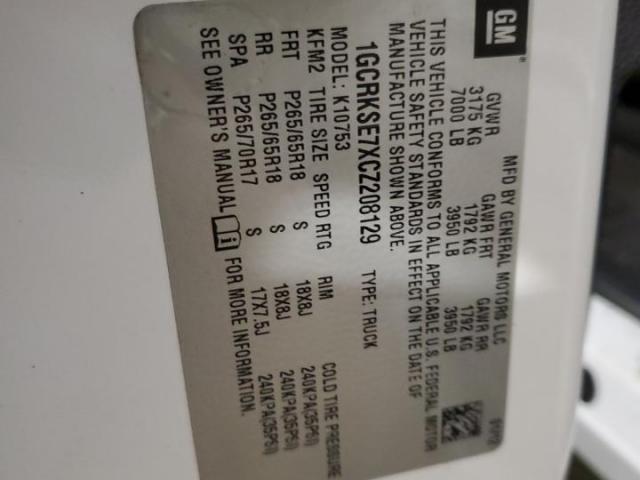 GM
MFD BY GENERAL MOTORS LLC
GVWR GAWR FRT GAWR RR
3175 KG 1792 KG 1792 KG
7000 LB 3950 LB 3950 LB
THIS VEHICLE CONFORMS TO ALL APPLICABLE U.S. FEDERAL MOTOR
VEHICLE SAFETY STANDARDS IN EFFECT ON THE DATE OF
MANUFACTURE SHOWN ABOVE.
1GCRKSE7XCZ208129 TYPE: TRUCK
MODEL: K10753
KFM2 TIRE SIZE SPEED RTG RIM COLD TIRE PRESSURE
FRT P265/65R18 S 18X8J 240KPA(35PSI)
RR P265/65R18 S 18X8J 240KPA(35PSI)
SPA P265/70R17 S 17X7.5J 240KPA(35PSI)
SEE OWNER'S MANUAL FOR MORE INFORMATION.